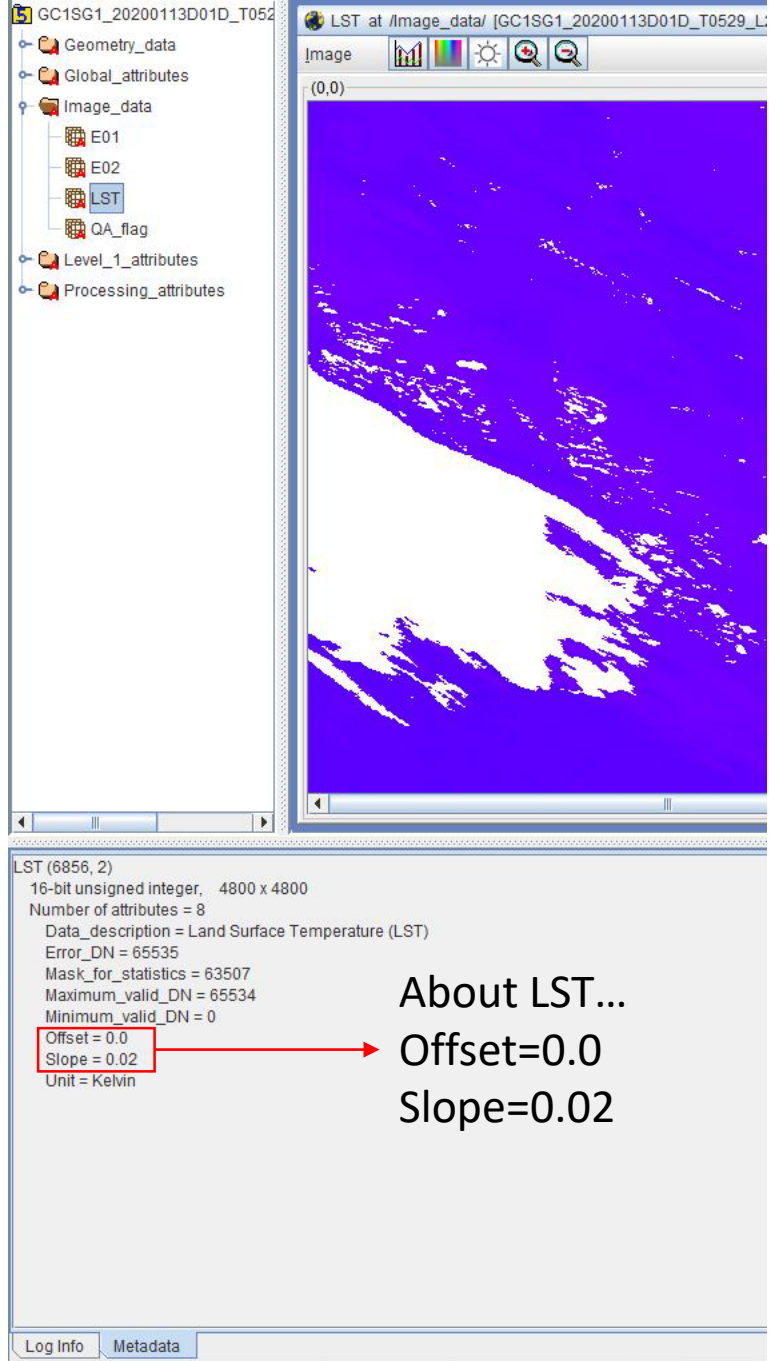 GC1SG1_20200113D01D_T052
Geometry_data
Global_attributes
Image_data
E01
E02
LST
QA_flag
Level_1_attributes
Processing_attributes
LST at /Image_data/ [GC1SG1_20200113D01D_T0529_L2
Image
(0,0)
LST (6856, 2)
16-bit unsigned integer, 4800 x 4800
Number of attributes = 8
Data_description = Land Surface Temperature (LST)
Error_DN = 65535
Mask_for_statistics = 63507
Maximum_valid_DN = 65534
Minimum_valid_DN = 0
Offset = 0.0
Slope = 0.02
Unit = Kelvin
About LST...
Offset=0.0
Slope=0.02
Log Info
Metadata